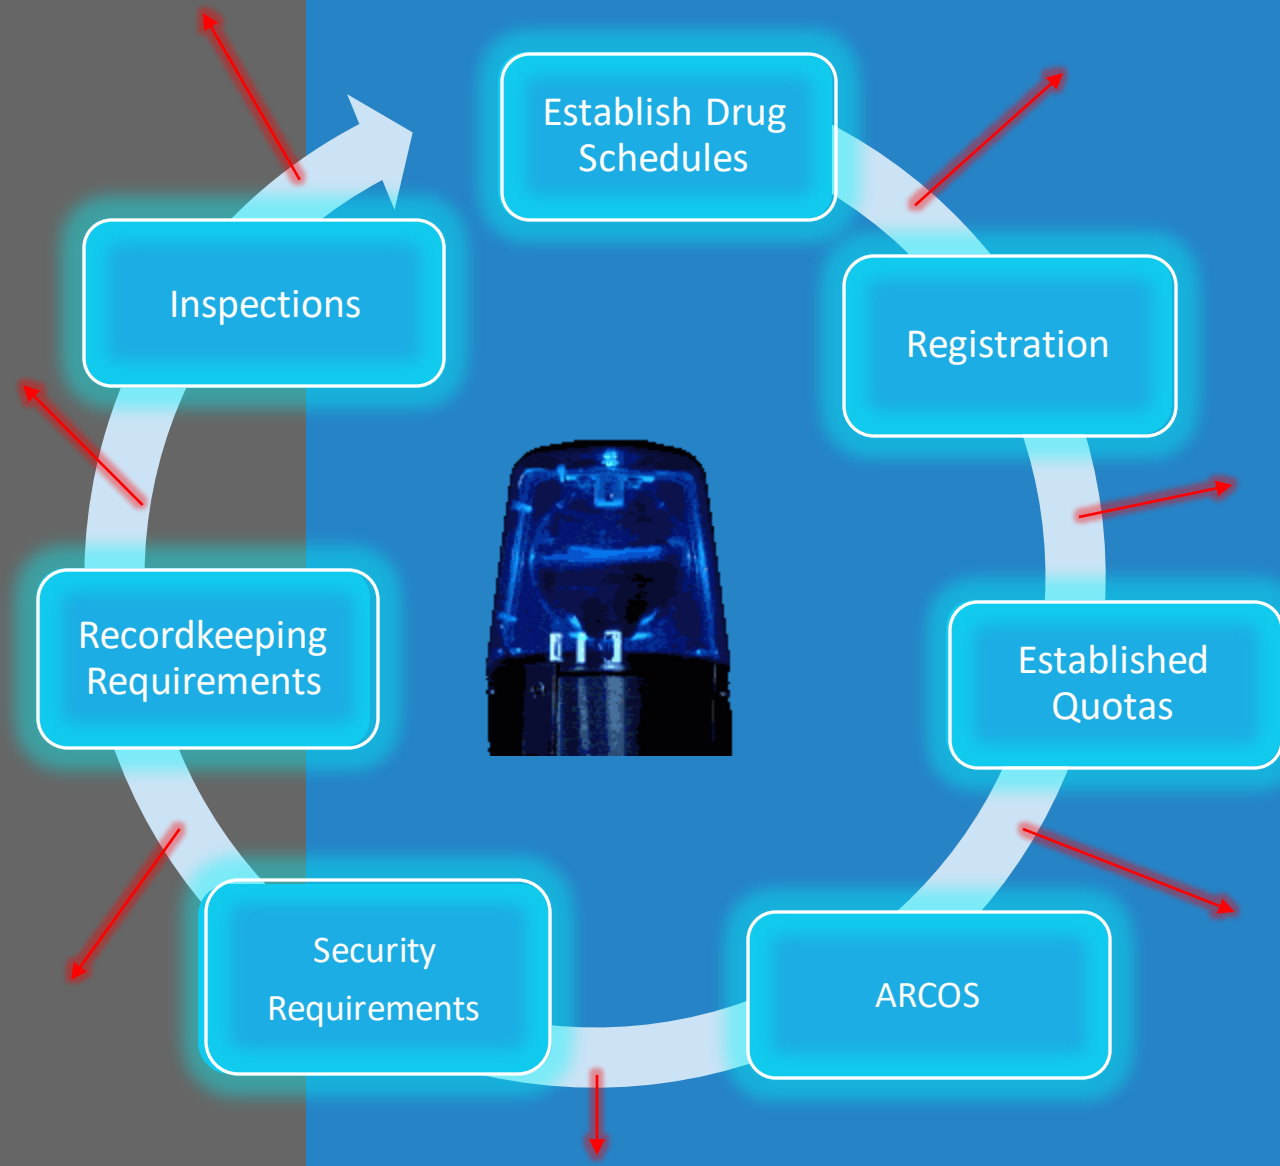 Establish Drug
Schedules
Registration
Established
Quotas
ARCOS
Security
Requirements
Recordkeeping
Requirements
Inspections